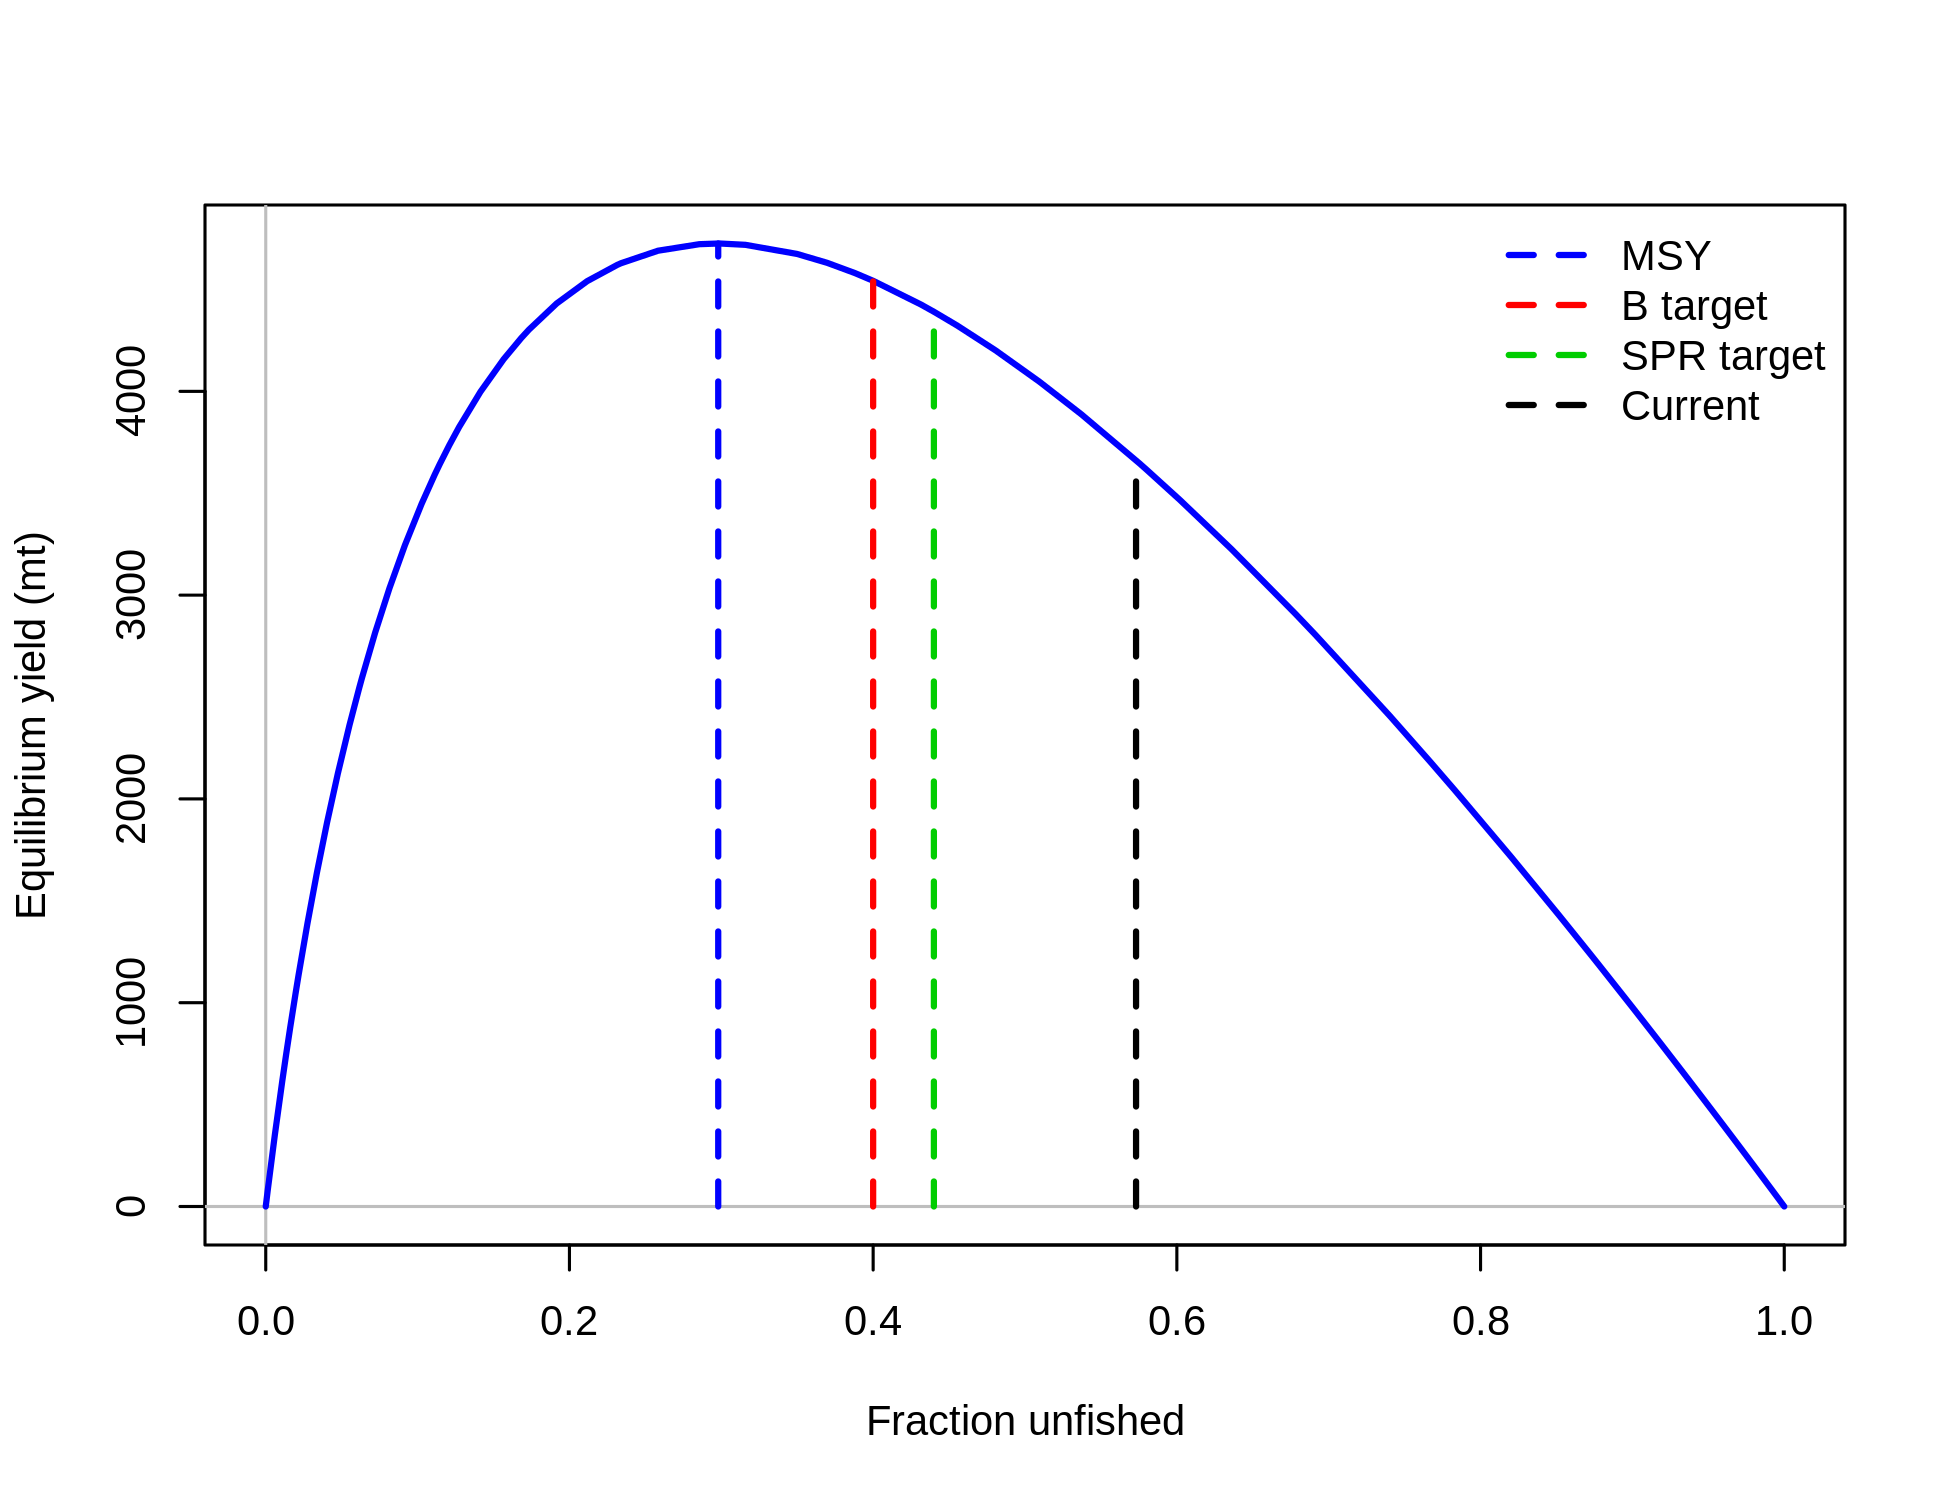 MSY
B target
SPR target
Current
Equilibrium yield (mt)
4000
3000
2000
1000
0
0.0 0.2 0.4 0.6 0.8 1.0
Fraction unfished